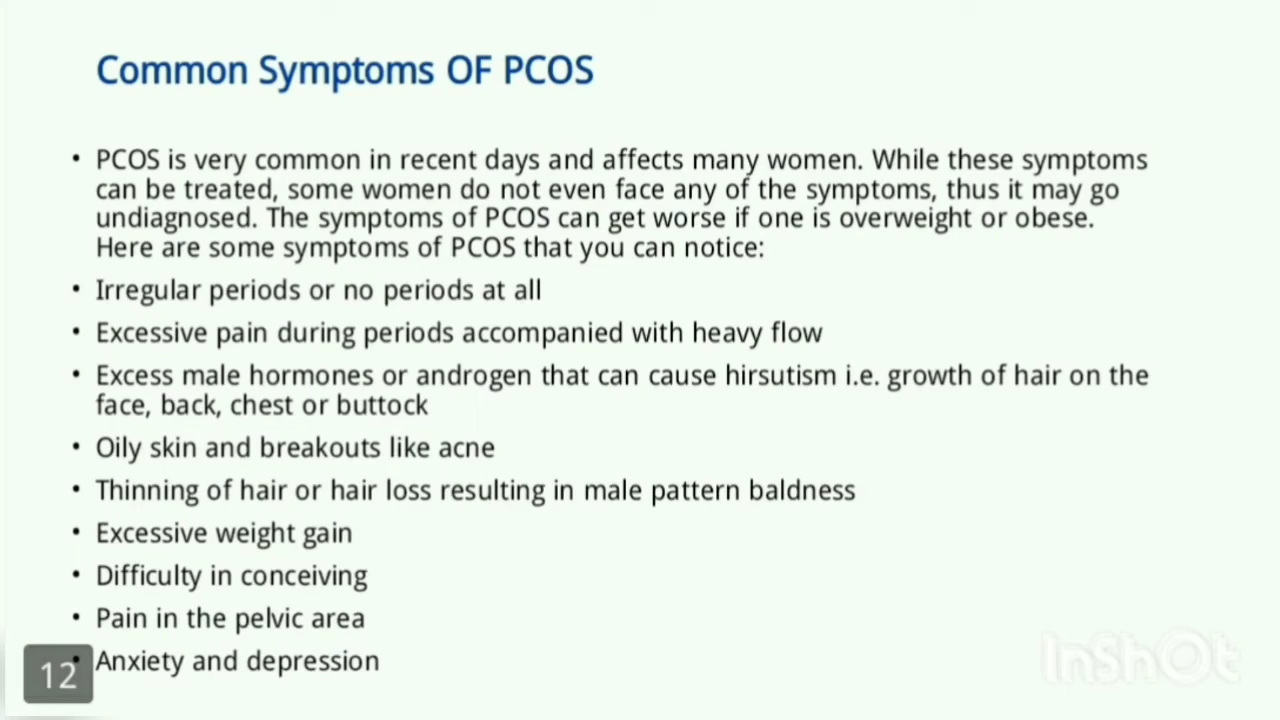 Common Symptoms OF PCOS
• PCOS is very common in recent days and affects many women. While these symptoms
can be treated, some women do not even face any of the symptoms, thus it may go
undiagnosed. The symptoms of PCOS can get worse if one is overweight or obese.
Here are some symptoms of PCOS that you can notice:
• Irregular periods or no periods at all
• Excessive pain during periods accompanied with heavy flow
• Excess male hormones or androgen that can cause hirsutism i.e. growth of hair on the
face, back, chest or buttock
• Oily skin and breakouts like acne
• Thinning of hair or hair loss resulting in male pattern baldness
• Excessive weight gain
• Difficulty in conceiving
• Pain in the pelvic area
• Anxiety and depression
12
InShOt